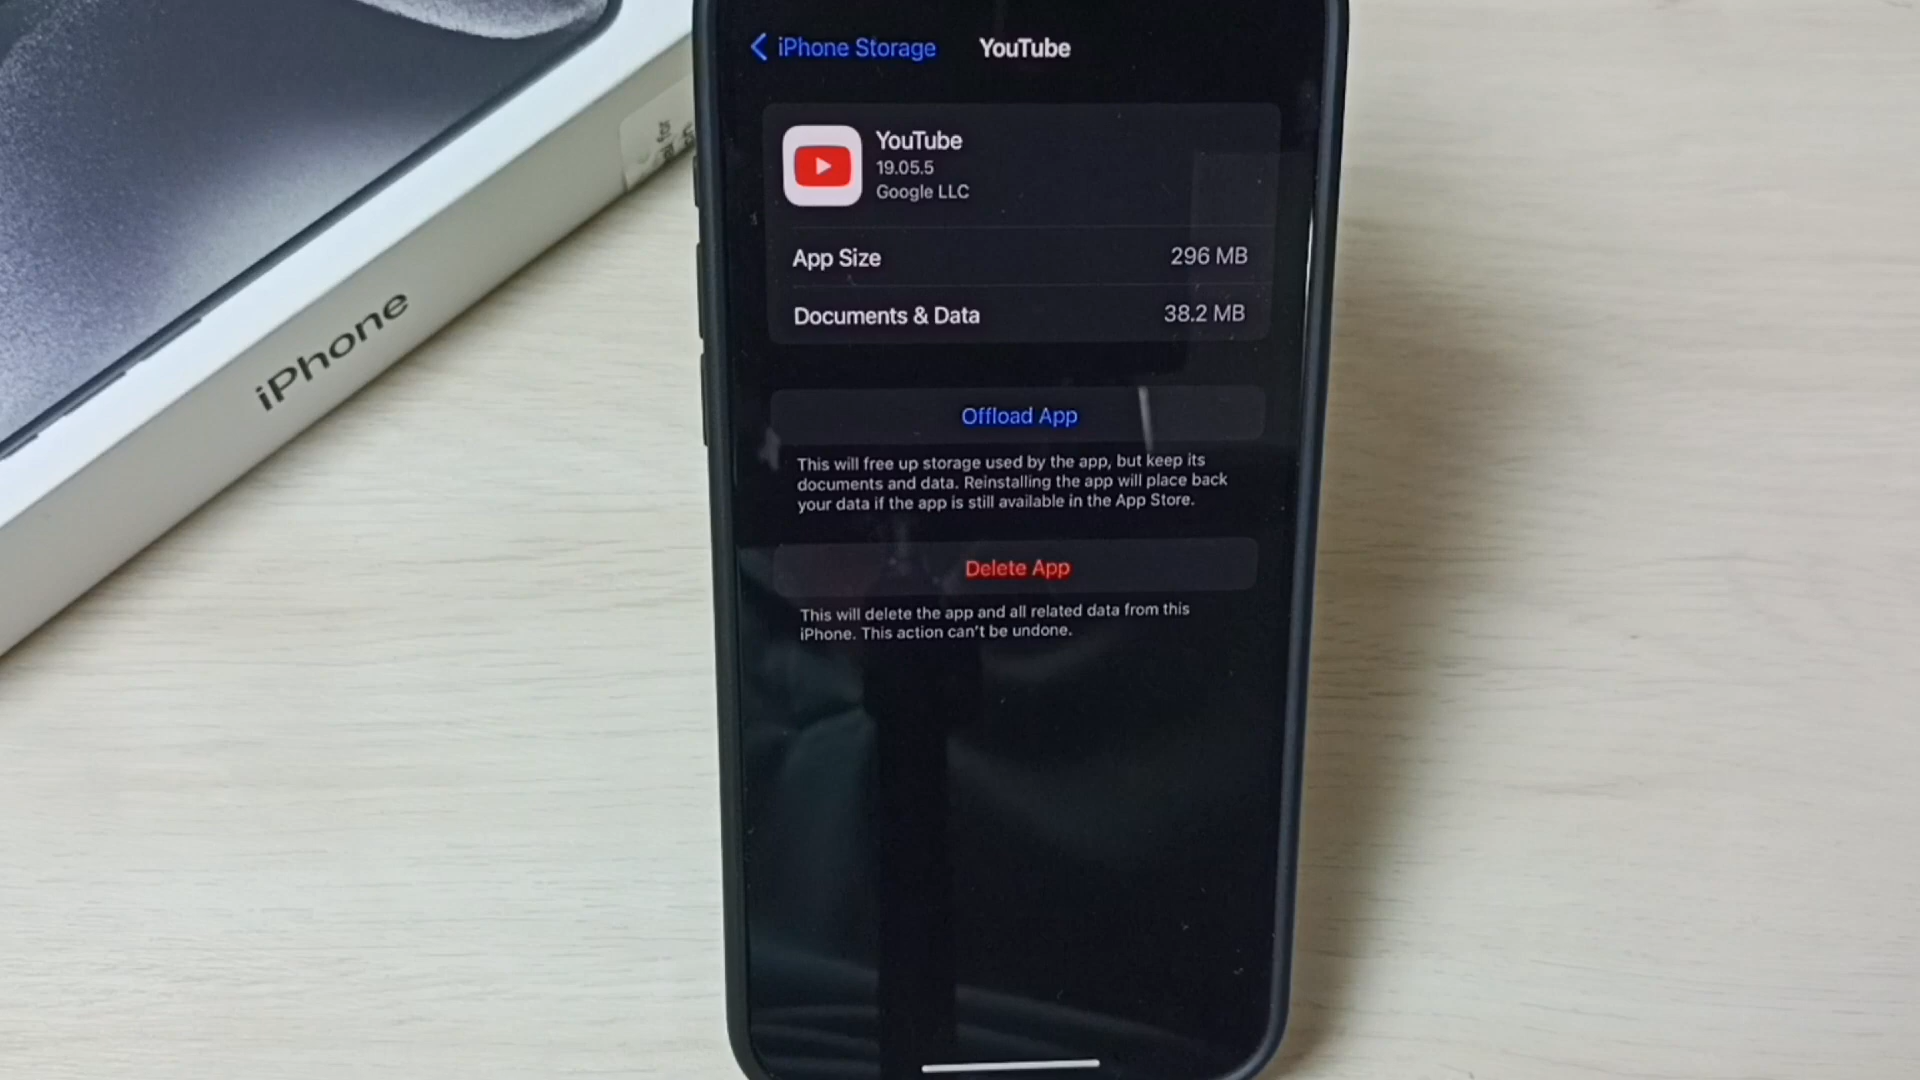 iPhone Storage YouTube
YouTube
19.05.5
Google LLC
App Size 296 MB
Documents & Data 38.2 MB
Offload App
This will free up storage used by the app, but keep its
documents and data. Reinstalling the app will place back
your data if the app is still available in the App Store.
Delete App
This will delete the app and all related data from this
iPhone. This action can't be undone.
iPhone